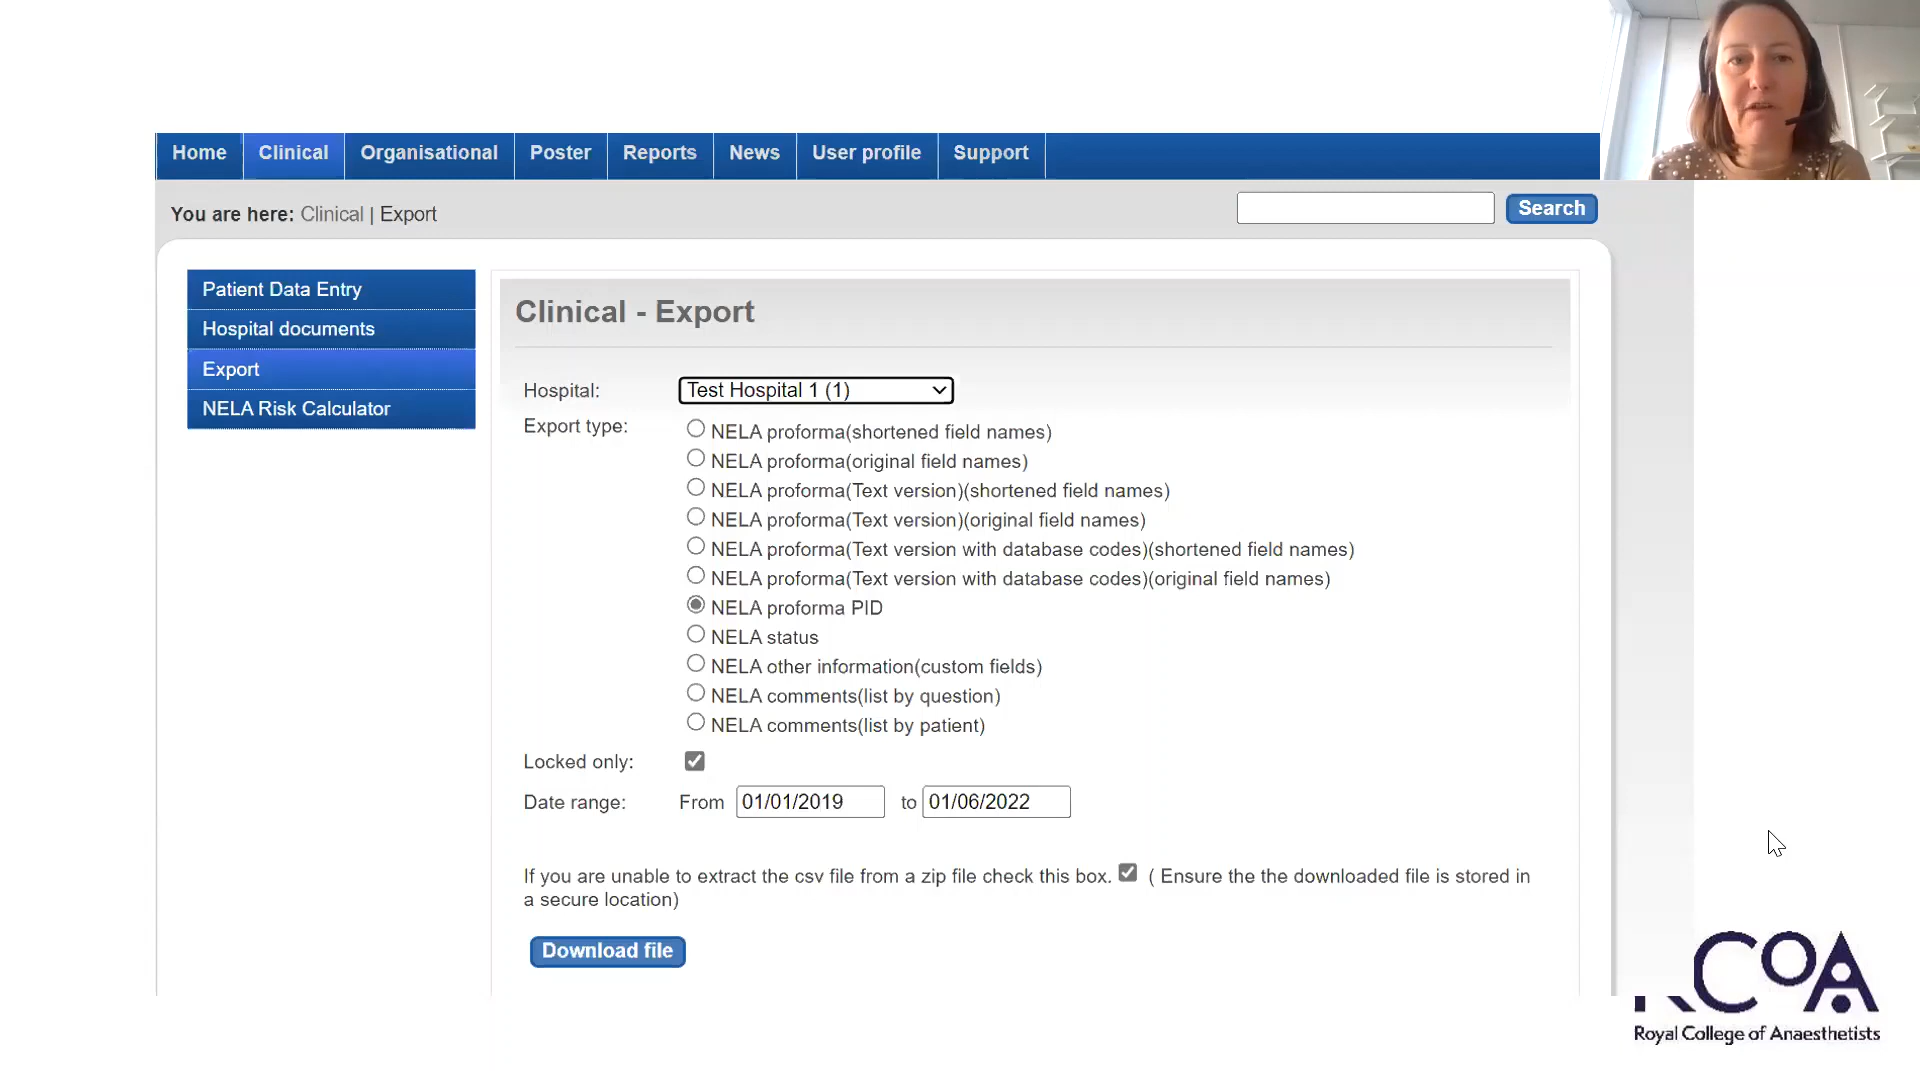 Home Clinical Organisational Poster Reports News User profile Support
You are here: Clinical | Export
Search
Patient Data Entry
Hospital documents
Export
NELA Risk Calculator
Clinical - Export
Hospital: Test Hospital 1 (1)
Export type:
NELA proforma(shortened field names)
NELA proforma(original field names)
NELA proforma(Text version)(shortened field names)
NELA proforma(Text version)(original field names)
NELA proforma(Text version with database codes)(shortened field names)
NELA proforma(Text version with database codes)(original field names)
NELA proforma PID
NELA status
NELA other information(custom fields)
NELA comments(list by question)
NELA comments(list by patient)
Locked only:
Date range: From 01/01/2019 to 01/06/2022
If you are unable to extract the csv file from a zip file check this box. ( Ensure the the downloaded file is stored in
a secure location)
Download file
RCOA
Royal College of Anaesthetists